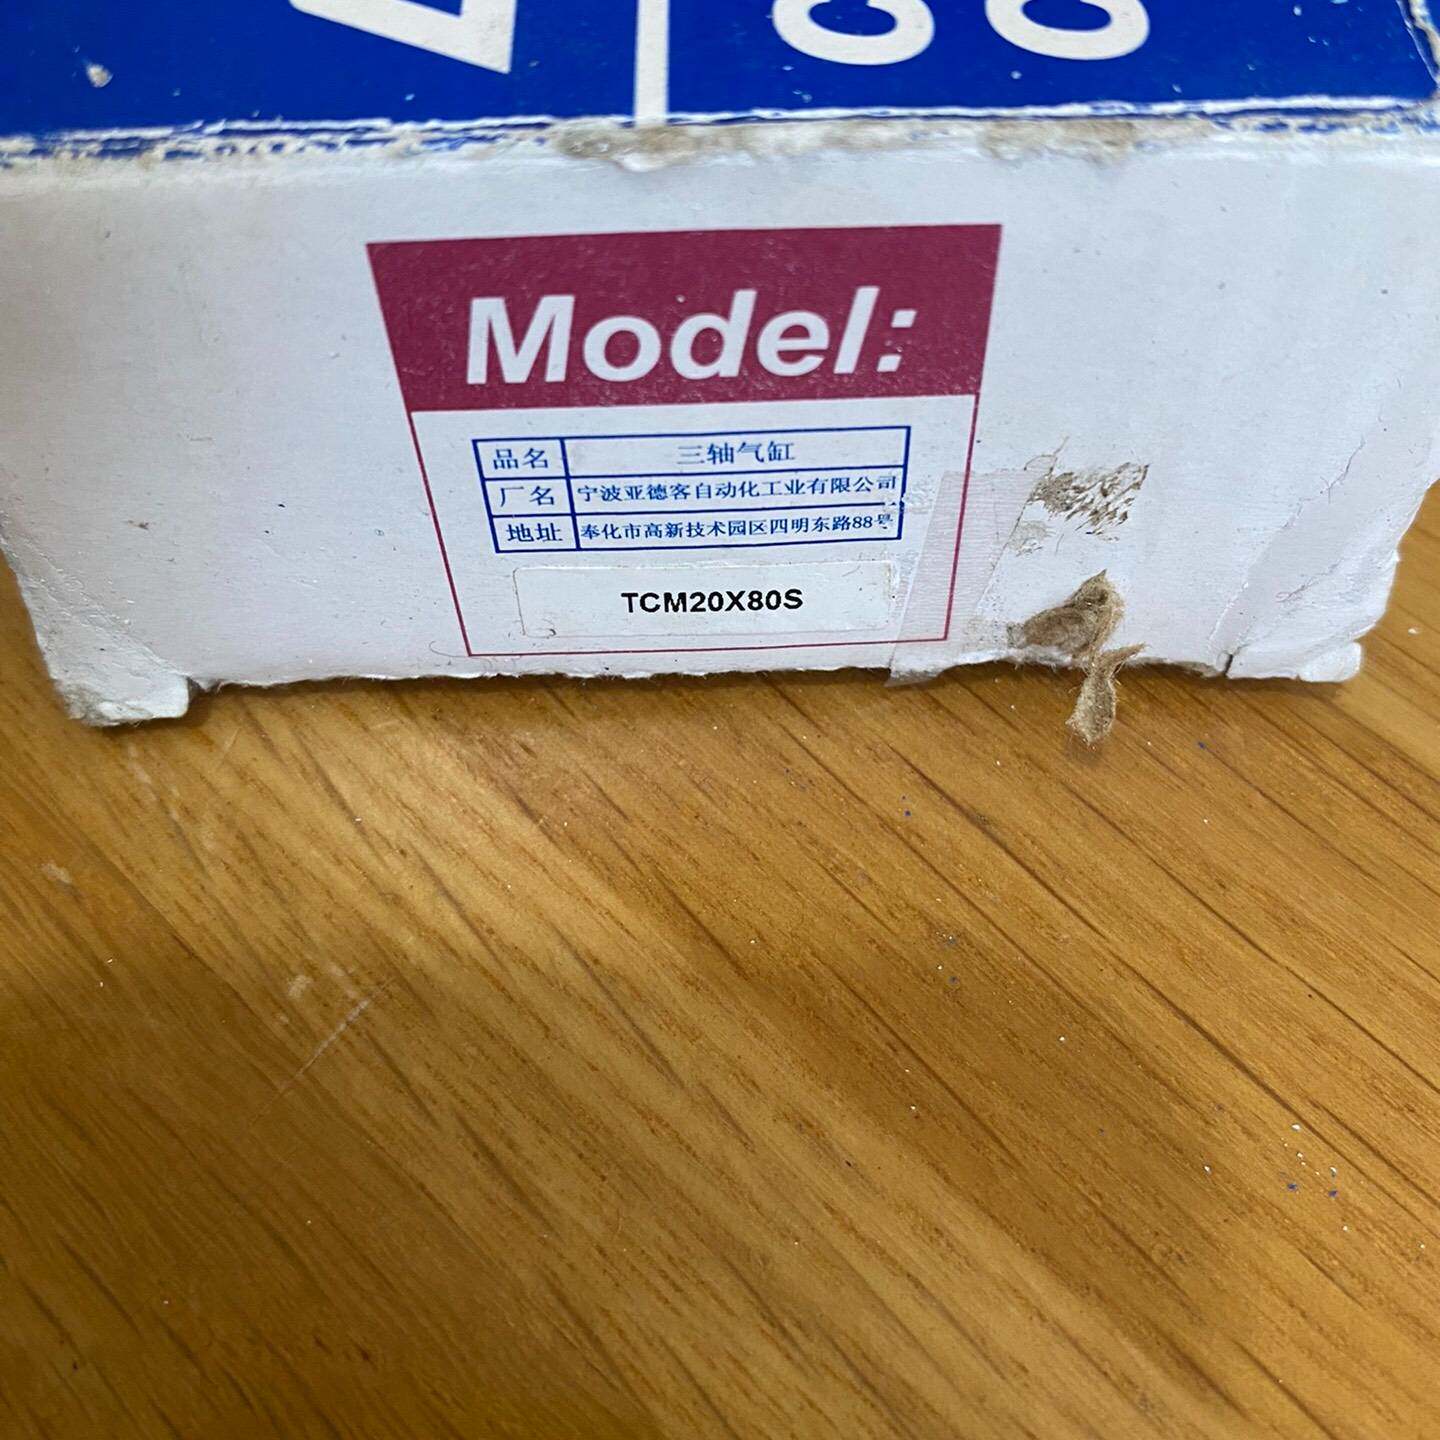 Model:
品名 三轴气缸
厂名 宁波亚德客自动化工业有限公司
地址 奉化市高新技术园区四明东路88号
TCM20X80S